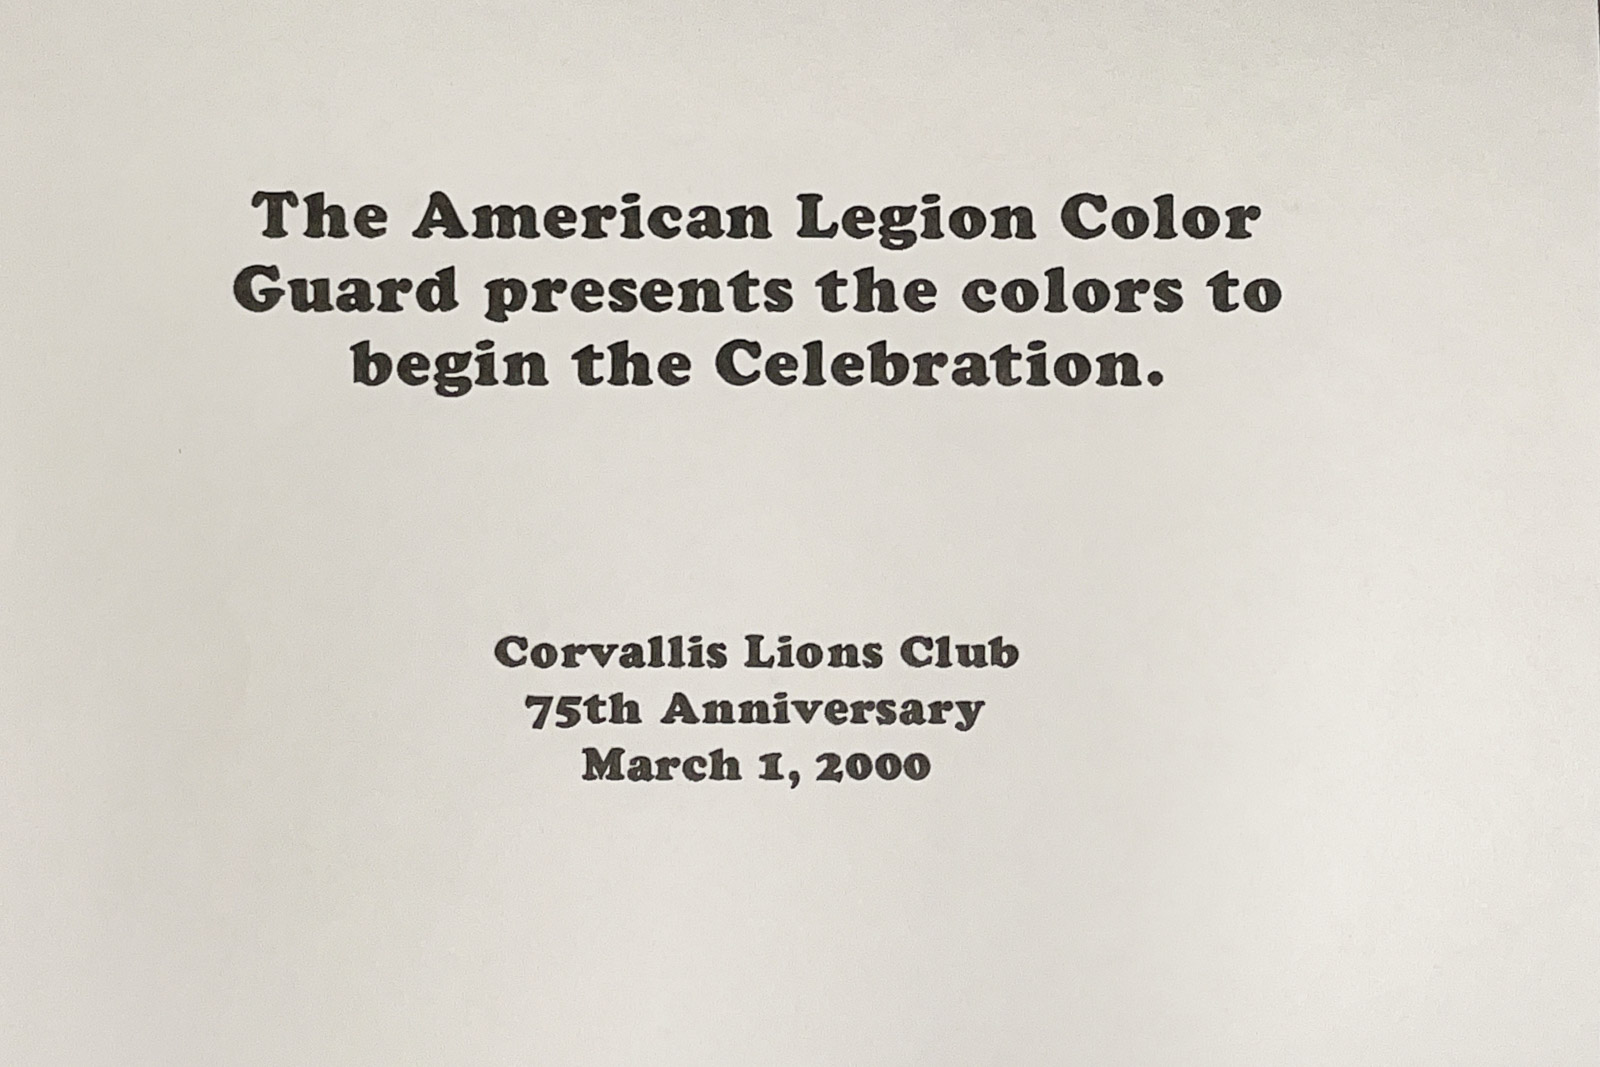 The American Legion Color
Guard presents the colors to
begin the Celebration.
Corvallis Lions Club
75th Anniversary
March 1, 2000